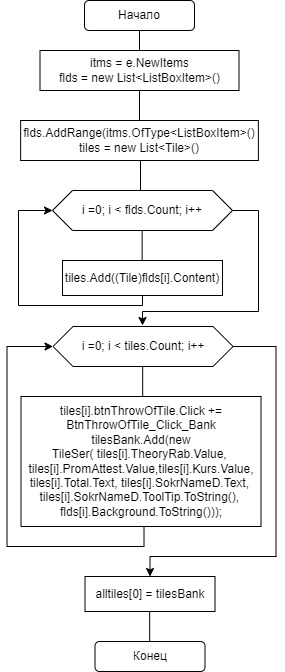 Начало
itms = e.NewItems
flds = new List<ListBoxItem>()
flds.AddRange(itms.OfType<ListBoxItem>()
tiles = new List<Tile>()
i =0; i < flds.Count; i++
tiles.Add((Tile)flds[i].Content)
i =0; i < tiles.Count; i++
tiles[i].btnThrowOfTile.Click +=
BtnThrowOfTile_Click_Bank
tilesBank.Add(new
TileSer( tiles[i].TheoryRab.Value,
tiles[i].PromAttest.Value,tiles[i].Kurs.Value,
tiles[i].Total.Text, tiles[i].SokrNameD.Text,
tiles[i].SokrNameD.ToolTip.ToString(),
flds[i].Background.ToString()));
alltiles[0] = tilesBank
Конец